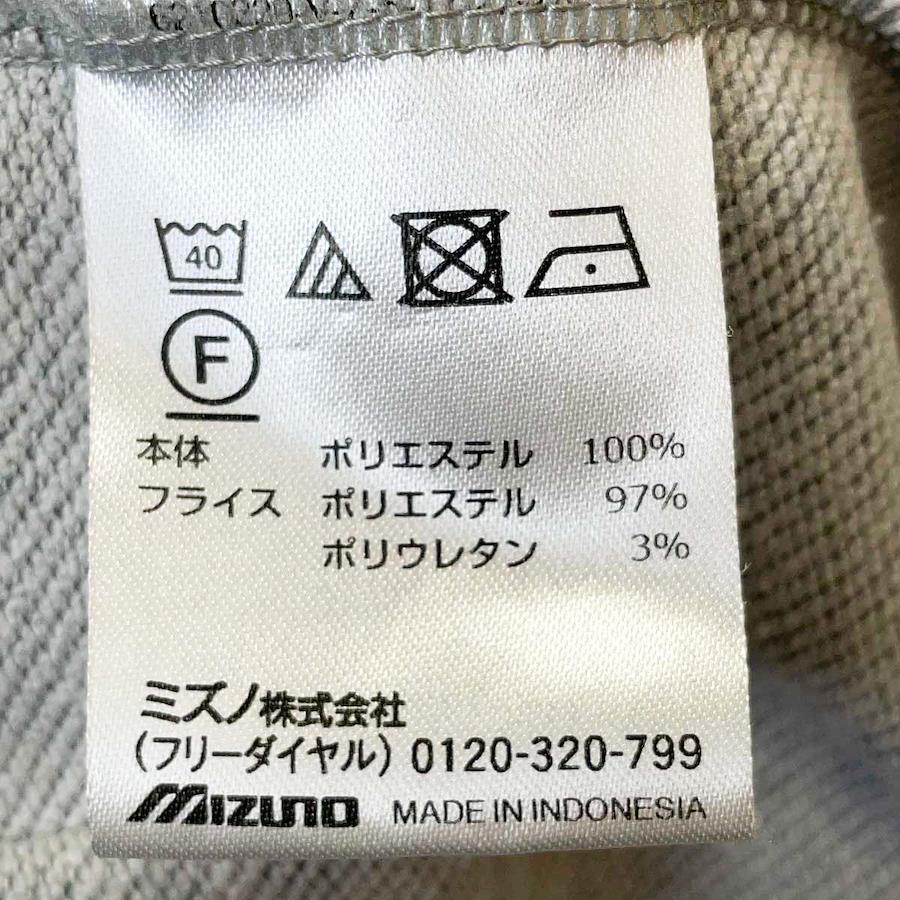 40
F
本体 ポリエステル 100%
フライス ポリエステル 97%
ポリウレタン 3%
ミズノ株式会社
(フリーダイヤル) 0120-320-799
MIZUNO MADE IN INDONESIA